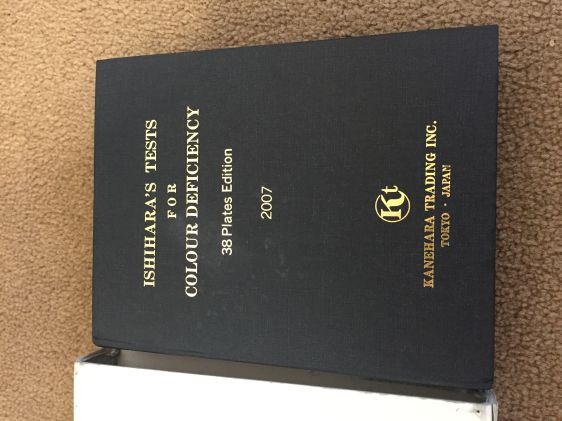 ISHIHARA'S TESTS
FOR
COLOUR DEFICIENCY
38 Plates Edition
2007
Kt
KANEHARA TRADING INC.
TOKYO · JAPAN